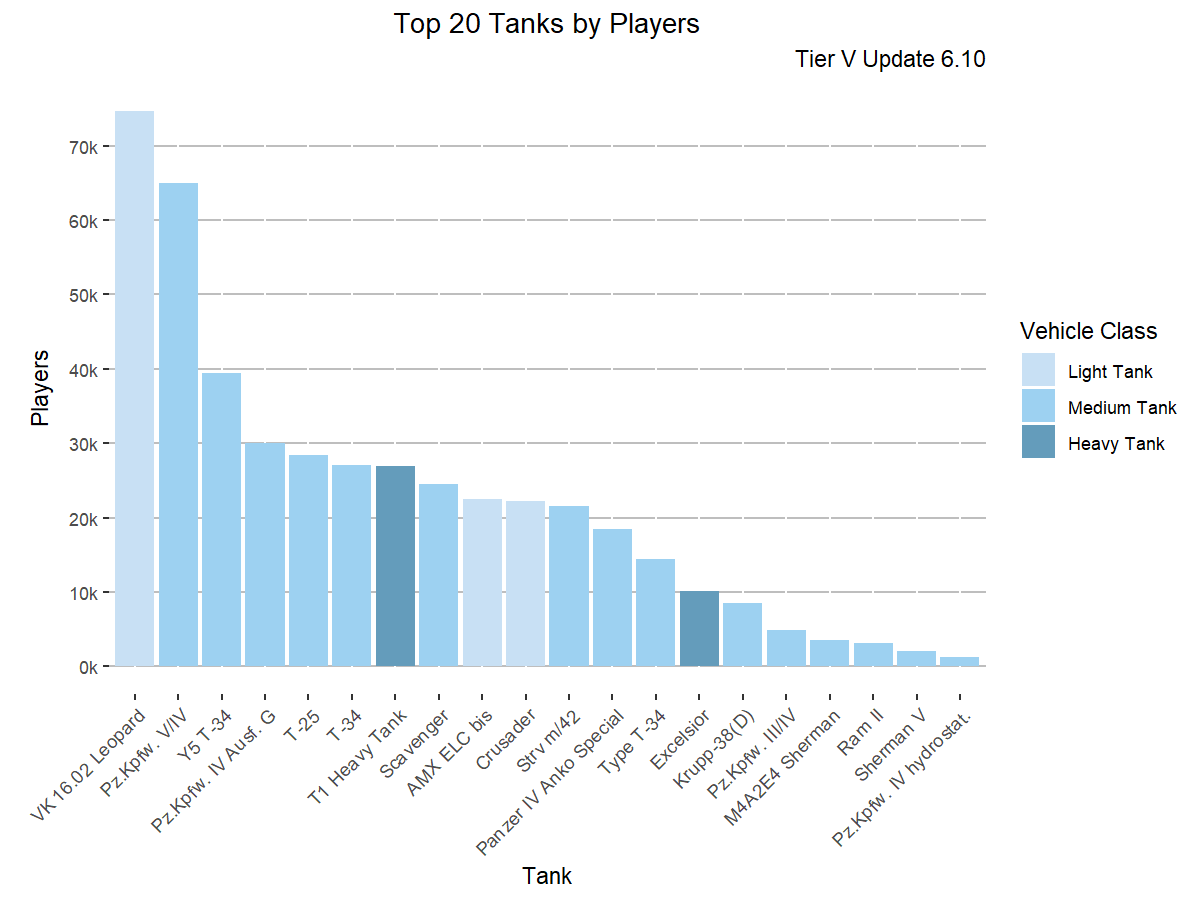 Top 20 Tanks by Players
Tier V Update 6.10
Players
70k
60k
50k
40k
30k
20k
10k
0k
VK 16.02 Leopard
Pz.Kpfw. V/IV
Y5 T-34
Pz.Kpfw. IV Ausf. G
T-25
T-34
T1 Heavy Tank
Scavenger
AMX ELC bis
Crusader
Strv m/42
Panzer IV Anko Special
Type T-34
Excelsior
Krupp-38(D)
Pz.Kpfw. III/IV
M4A2E4 Sherman
Ram II
Sherman V
Pz.Kpfw. IV hydrostat.
Tank
Vehicle Class
Light Tank
Medium Tank
Heavy Tank